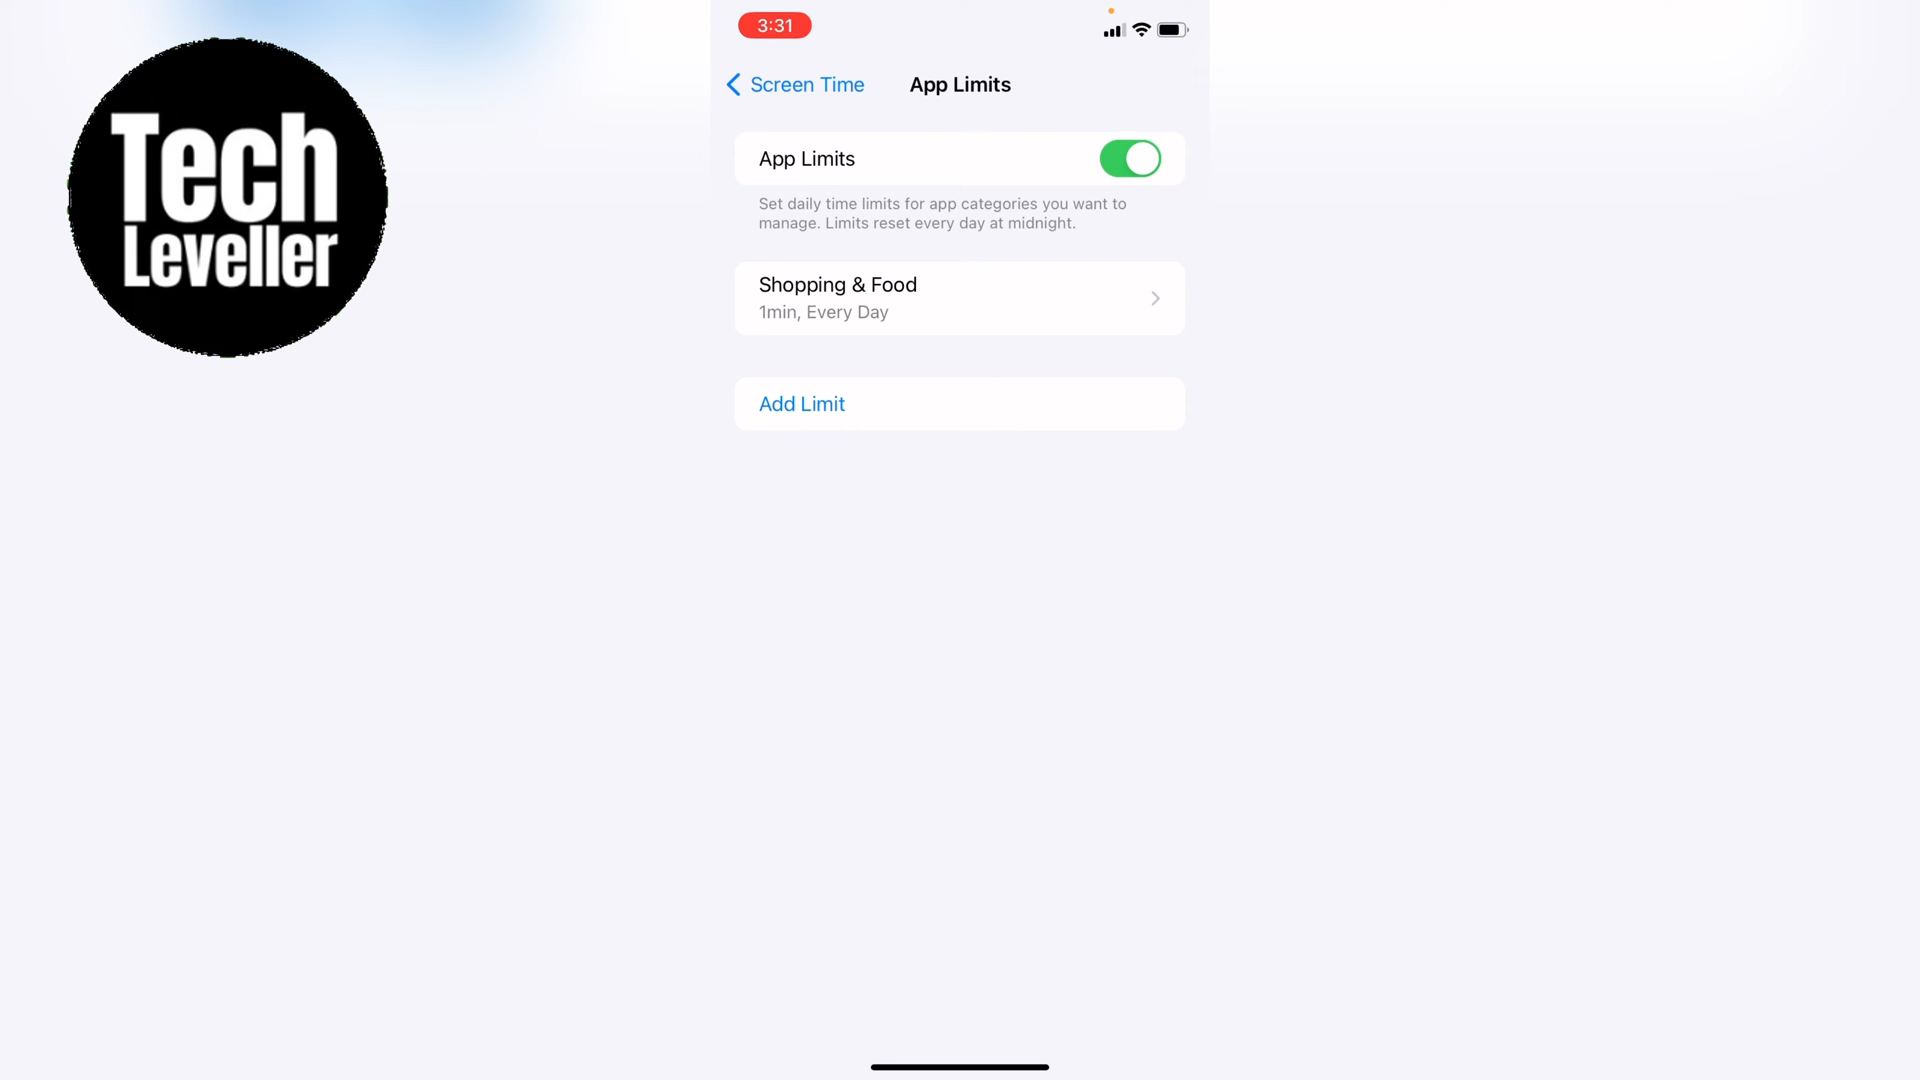 Tech
Leveller
3:31
Screen Time
App Limits
App Limits
Set daily time limits for app categories you want to
manage. Limits reset every day at midnight.
Shopping & Food
1min, Every Day
Add Limit